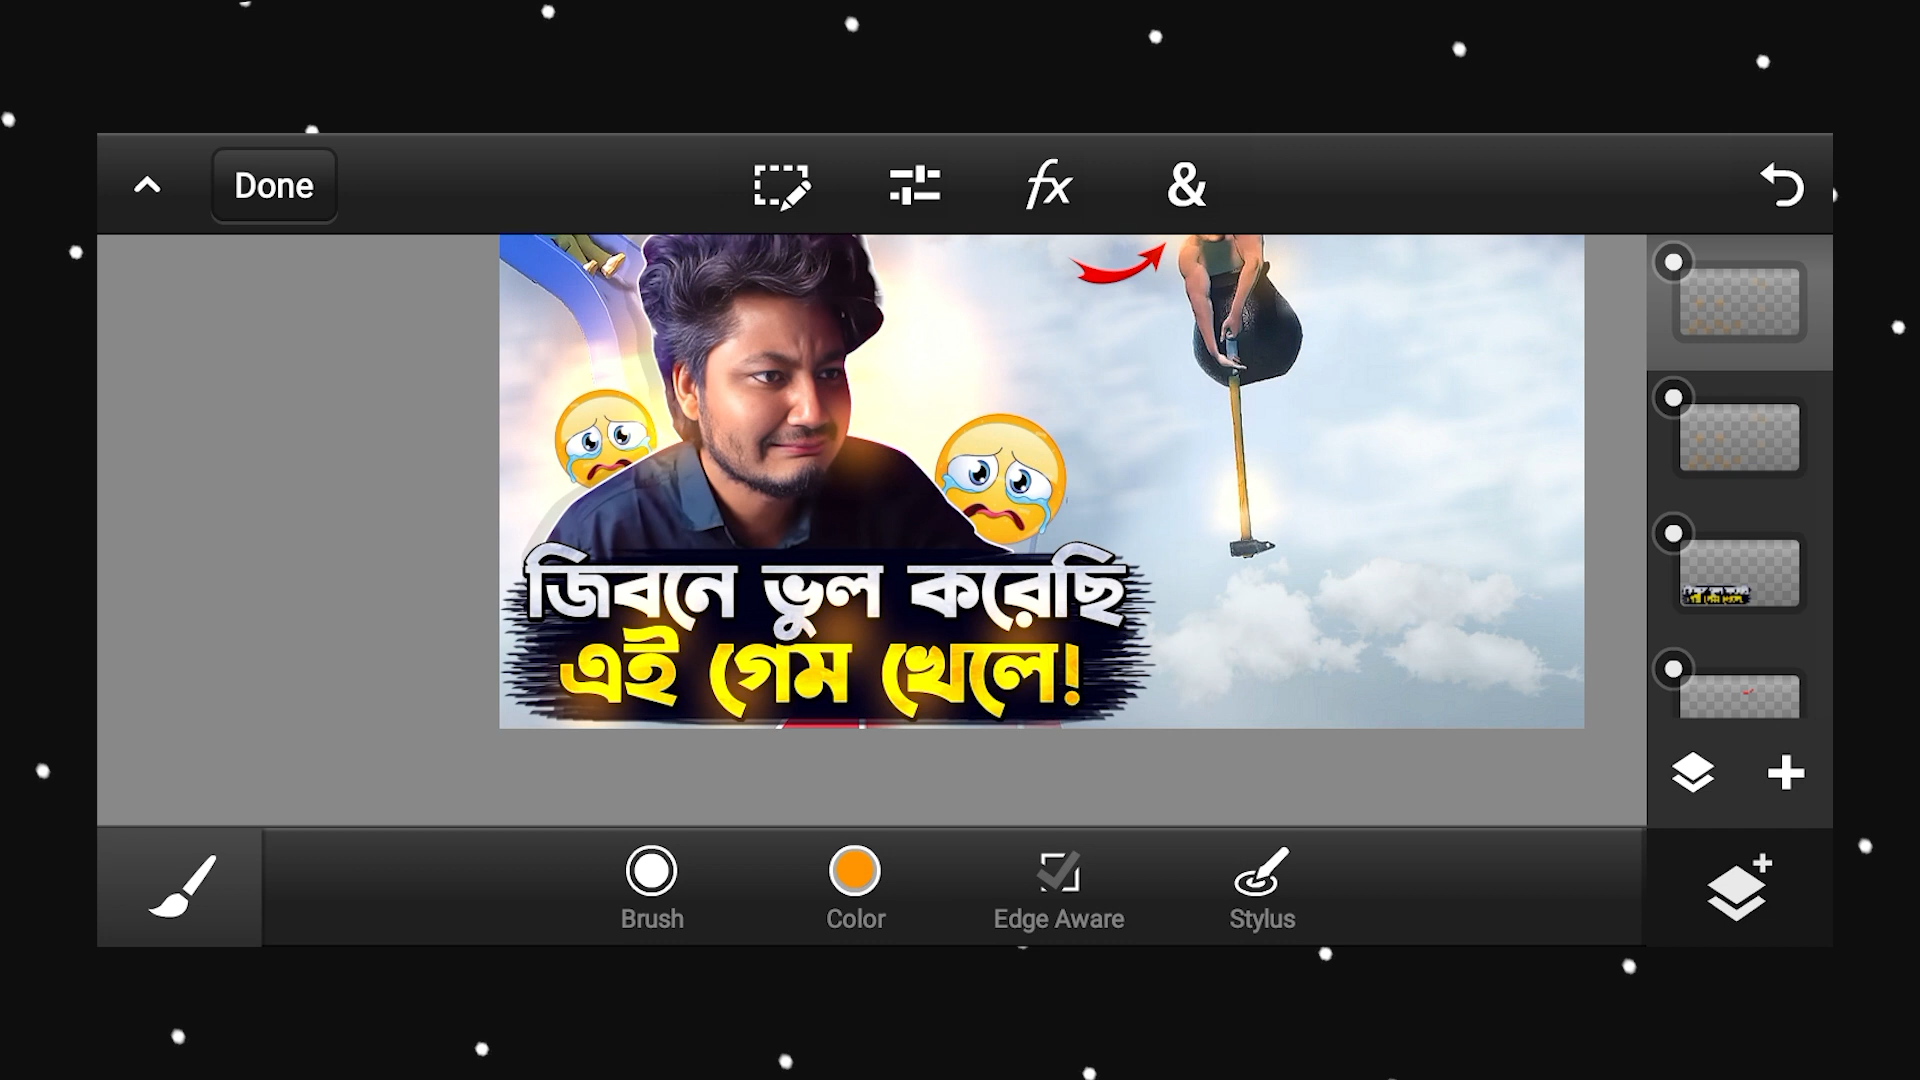 Done
fx
&
জিবনে ভুল করেছি
এই গেম খেলে!
Brush
Color
Edge Aware
Stylus